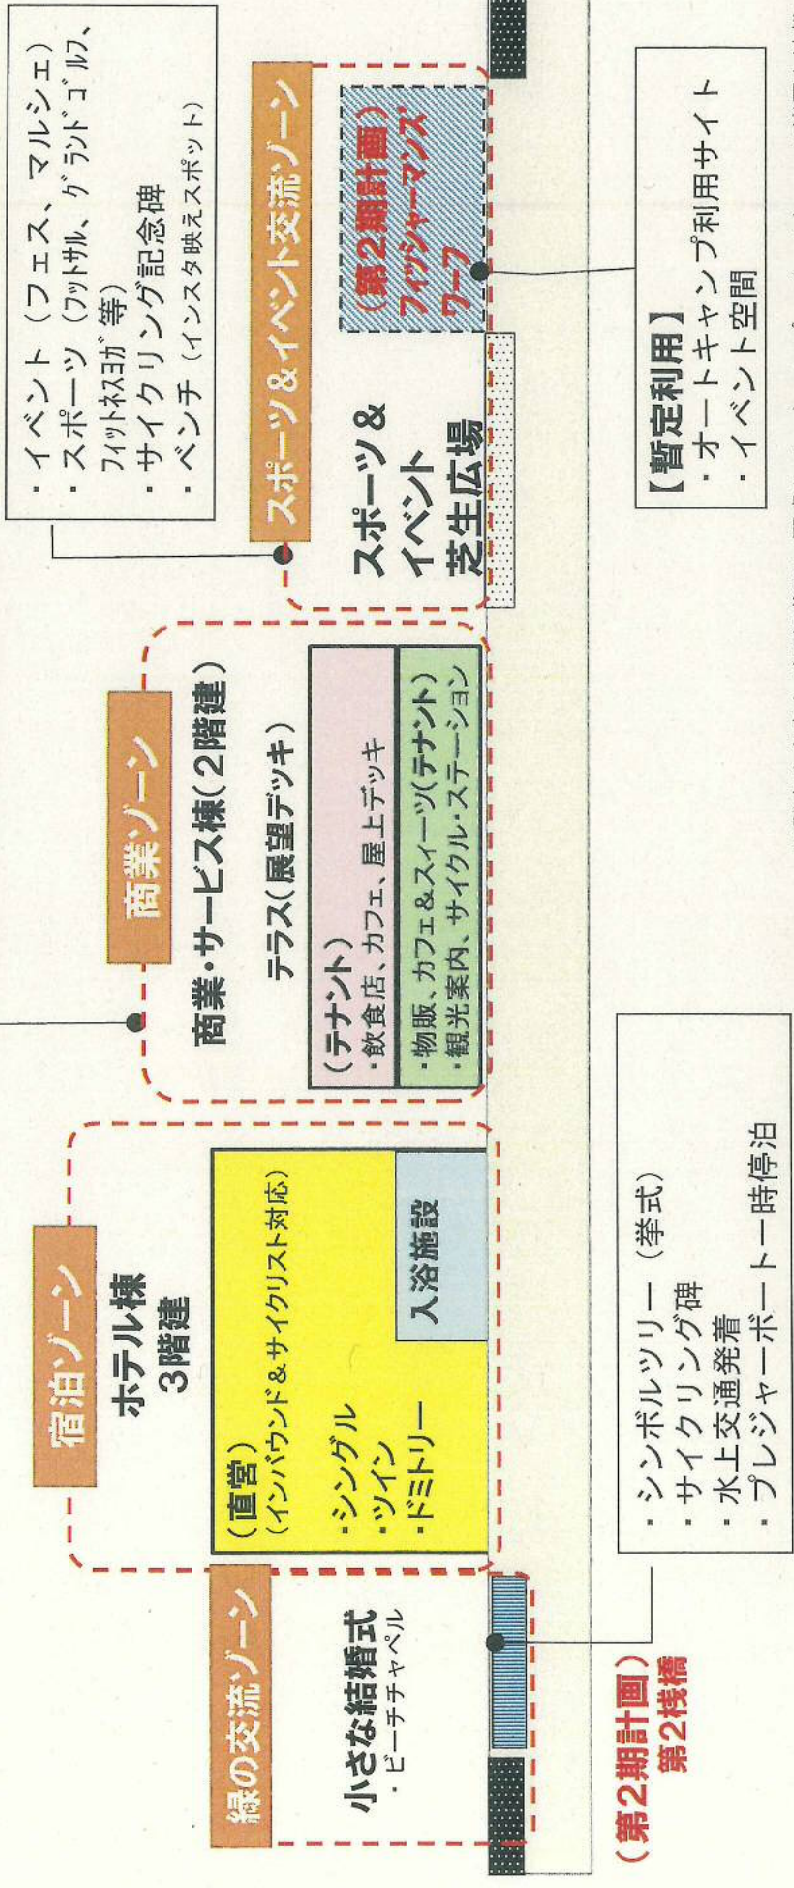 緑の交流ゾーン
小さな結婚式
・ビーチチャペル
(第2期計画)
第2桟橋
・シンボルツリー(挙式)
・サイクリング碑
・水上交通発着
・プレジャーボート一時停泊
宿泊ゾーン
ホテル棟
3階建
(直営)
(インバウンド&サイクリスト対応)
・シングル
・ツイン
・ドミトリー
入浴施設
商業ゾーン
商業・サービス棟(2階建)
テラス(展望デッキ)
(テナント)
・飲食店、カフェ、屋上デッキ
・物販、カフェ&スィーツ(テナント)
・観光案内、サイクル・ステーション
・イベント(フェス、マルシェ)
・スポーツ(フットサル、グランドゴルフ、
フィットネスヨガ等)
・サイクリング記念碑
・ベンチ(インスタ映えスポット)
スポーツ&イベント交流ゾーン
スポーツ&
イベント
芝生広場
(第2期計画)
フィッシャーマンズ
ワーフ
【暫定利用】
・オートキャンプ利用サイト
・イベント空間